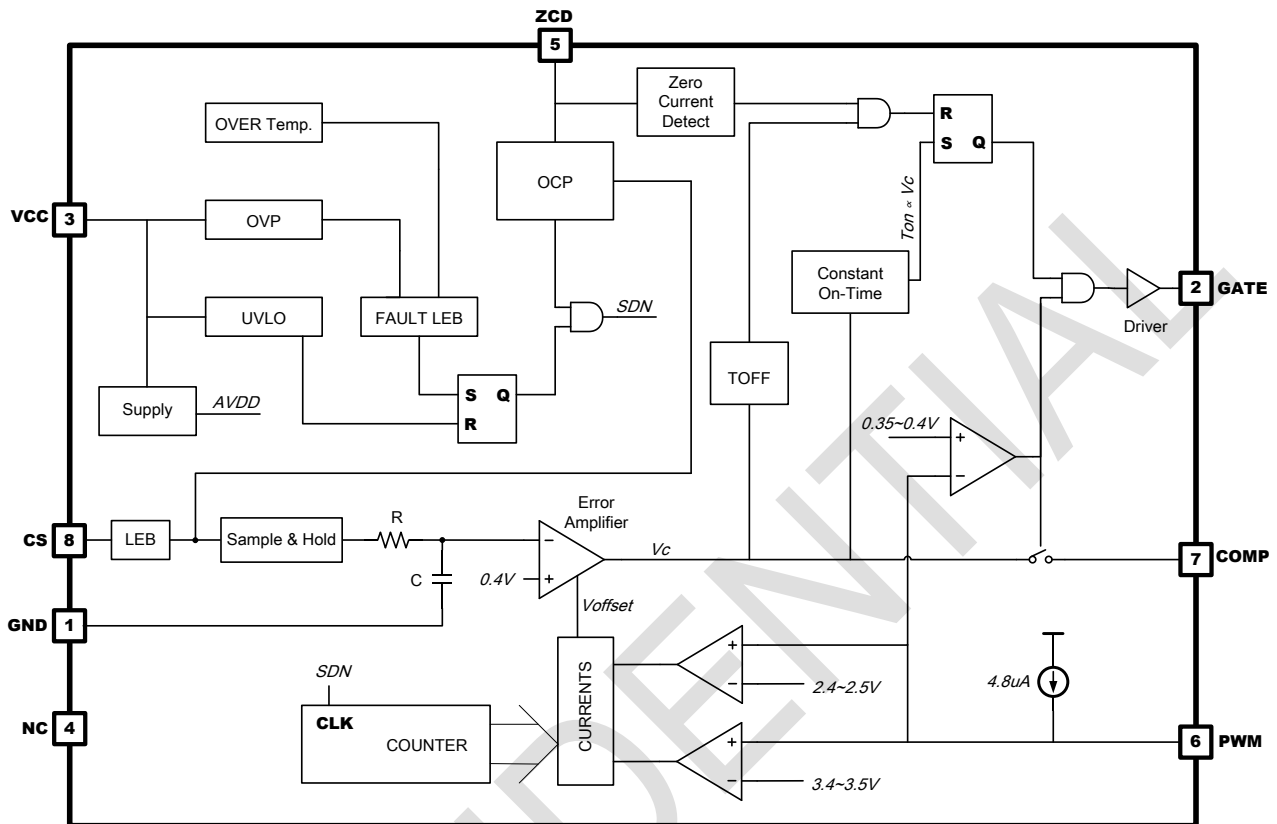 ZCD
5
Zero
Current
Detect
OVER Temp.
R
S Q
OCP
Ton ∝ Vc
VCC 3
OVP
Constant
On-Time
2 GATE
UVLO
FAULT LEB
SDN
Driver
TOFF
Supply
AVDD
S Q
R
0.35~0.4V
+
−
Error
Amplifier
CS 8
LEB
Sample & Hold
R
−
Vc
7 COMP
C
0.4V
+
Voffset
GND 1
SDN
CURRENTS
+
−
2.4~2.5V
4.8uA
NC 4
CLK
COUNTER
+
6 PWM
−
3.4~3.5V
DENTIAL